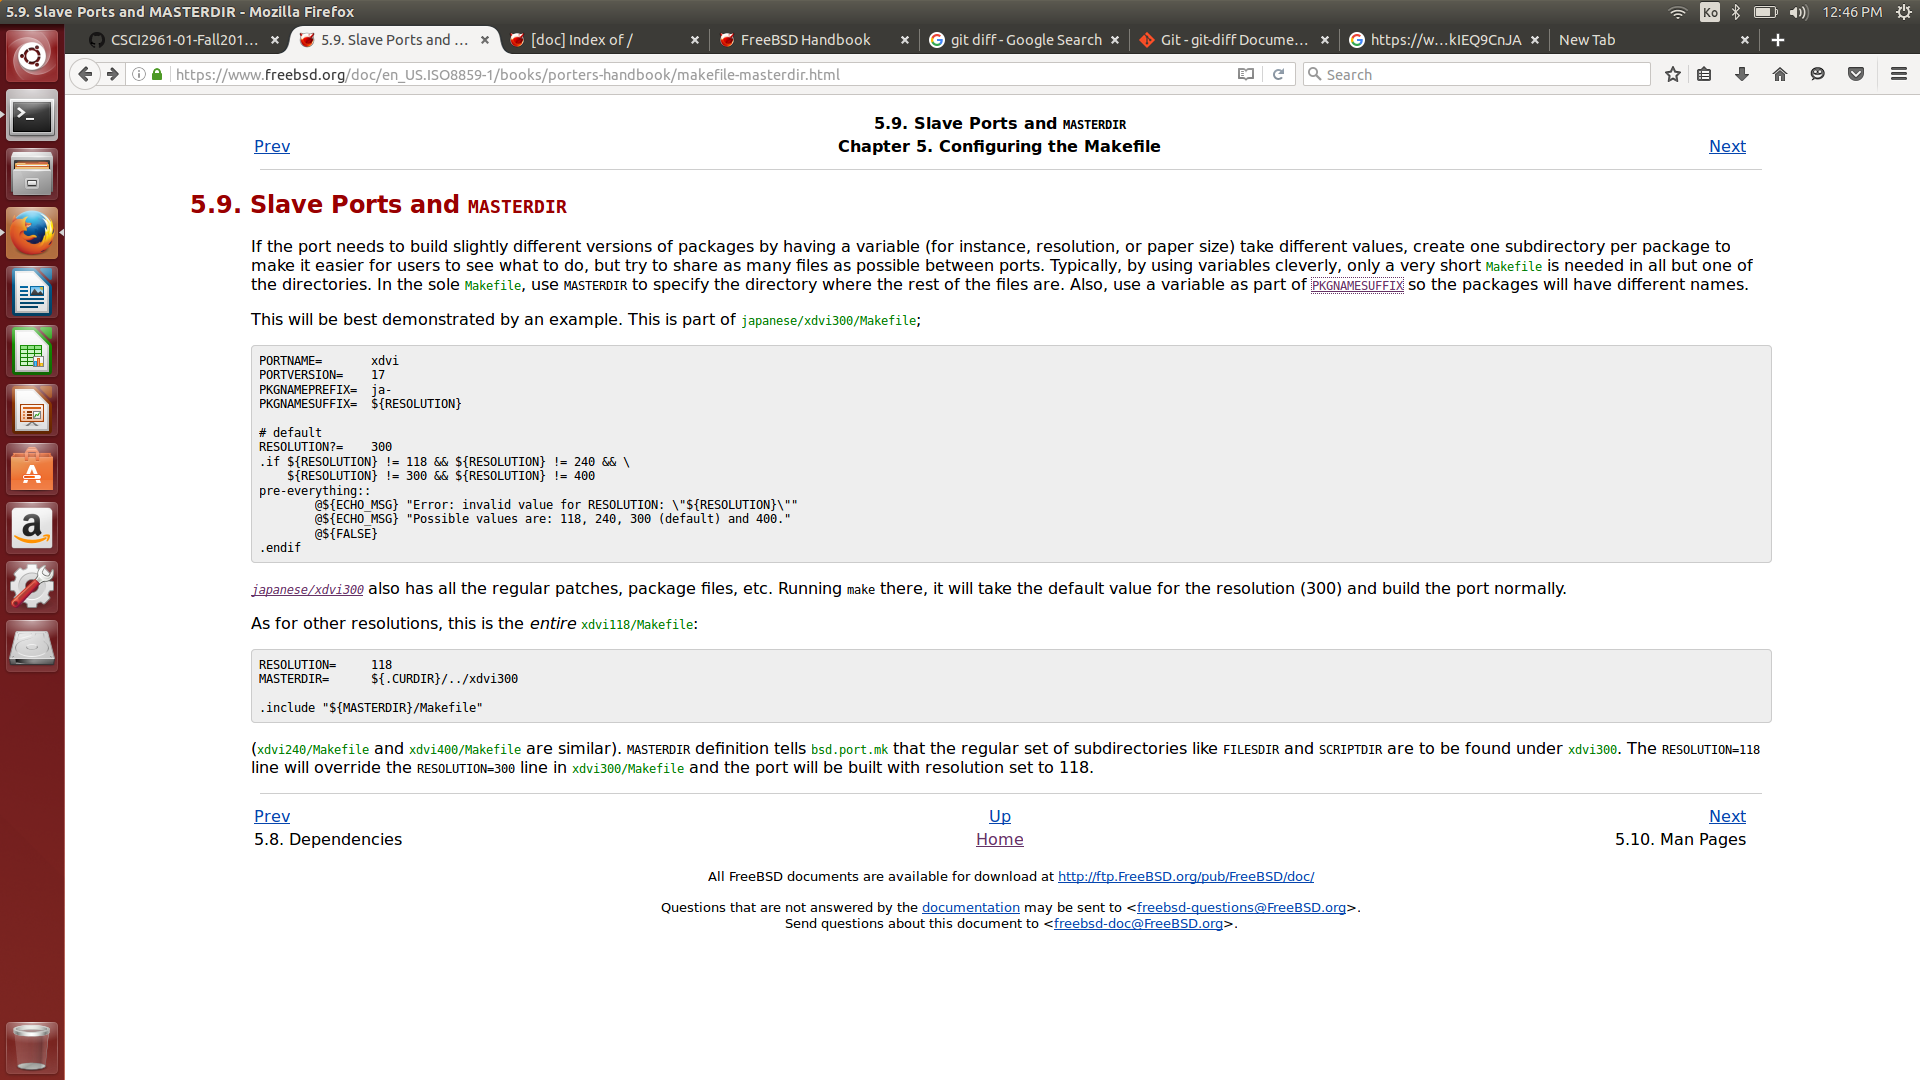 5.9. Slave Ports and MASTERDIR - Mozilla Firefox
Ko
12:46 PM
CSCI2961-01-Fall201...
5.9. Slave Ports and ...
[doc] Index of /
FreeBSD Handbook
git diff - Google Search
Git - git-diff Docume...
https://w...kIEQ9CnJA
New Tab
https://www.freebsd.org/doc/en_US.ISO8859-1/books/porters-handbook/makefile-masterdir.html
Search
5.9. Slave Ports and MASTERDIR
Prev
Chapter 5. Configuring the Makefile
Next
5.9. Slave Ports and MASTERDIR
If the port needs to build slightly different versions of packages by having a variable (for instance, resolution, or paper size) take different values, create one subdirectory per package to
make it easier for users to see what to do, but try to share as many files as possible between ports. Typically, by using variables cleverly, only a very short Makefile is needed in all but one of
the directories. In the sole Makefile, use MASTERDIR to specify the directory where the rest of the files are. Also, use a variable as part of PKGNAMESUFFIX so the packages will have different names.
This will be best demonstrated by an example. This is part of japanese/xdvi300/Makefile;
PORTNAME= xdvi
PORTVERSION= 17
PKGNAMEPREFIX= ja-
PKGNAMESUFFIX= ${RESOLUTION}
# default
RESOLUTION?= 300
.if ${RESOLUTION} != 118 && ${RESOLUTION} != 240 && \
${RESOLUTION} != 300 && ${RESOLUTION} != 400
pre-everything::
@${ECHO_MSG} "Error: invalid value for RESOLUTION: \"${RESOLUTION}\""
@${ECHO_MSG} "Possible values are: 118, 240, 300 (default) and 400."
@${FALSE}
.endif
japanese/xdvi300 also has all the regular patches, package files, etc. Running make there, it will take the default value for the resolution (300) and build the port normally.
As for other resolutions, this is the entire xdvi118/Makefile:
RESOLUTION= 118
MASTERDIR= ${.CURDIR}/../xdvi300
.include "${MASTERDIR}/Makefile"
(xdvi240/Makefile and xdvi400/Makefile are similar). MASTERDIR definition tells bsd.port.mk that the regular set of subdirectories like FILESDIR and SCRIPTDIR are to be found under xdvi300. The RESOLUTION=118
line will override the RESOLUTION=300 line in xdvi300/Makefile and the port will be built with resolution set to 118.
Prev
Up
Next
5.8. Dependencies
Home
5.10. Man Pages
All FreeBSD documents are available for download at http://ftp.FreeBSD.org/pub/FreeBSD/doc/
Questions that are not answered by the documentation may be sent to <freebsd-questions@FreeBSD.org>.
Send questions about this document to <freebsd-doc@FreeBSD.org>.